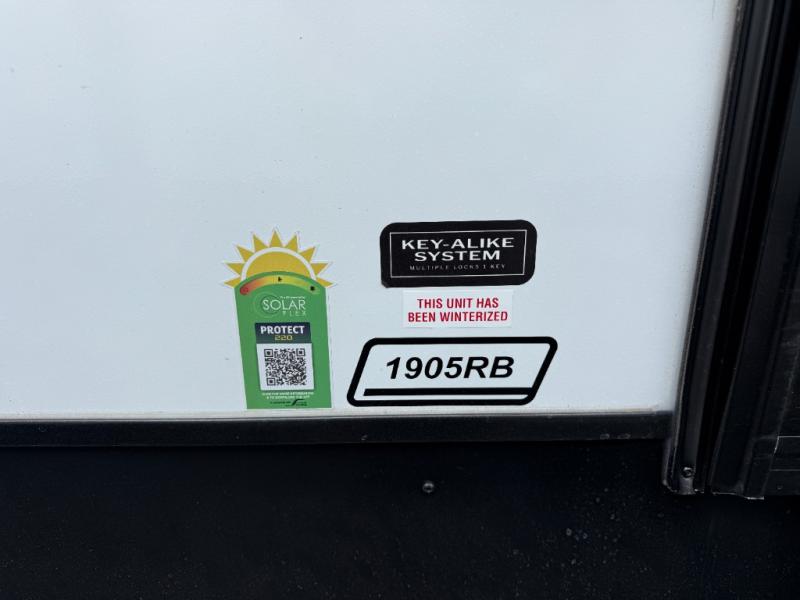 SOLAR
FLEX
PROTECT
220
KEY-ALIKE
SYSTEM
MULTIPLE LOCKS 1 KEY
THIS UNIT HAS
BEEN WINTERIZED
1905RB